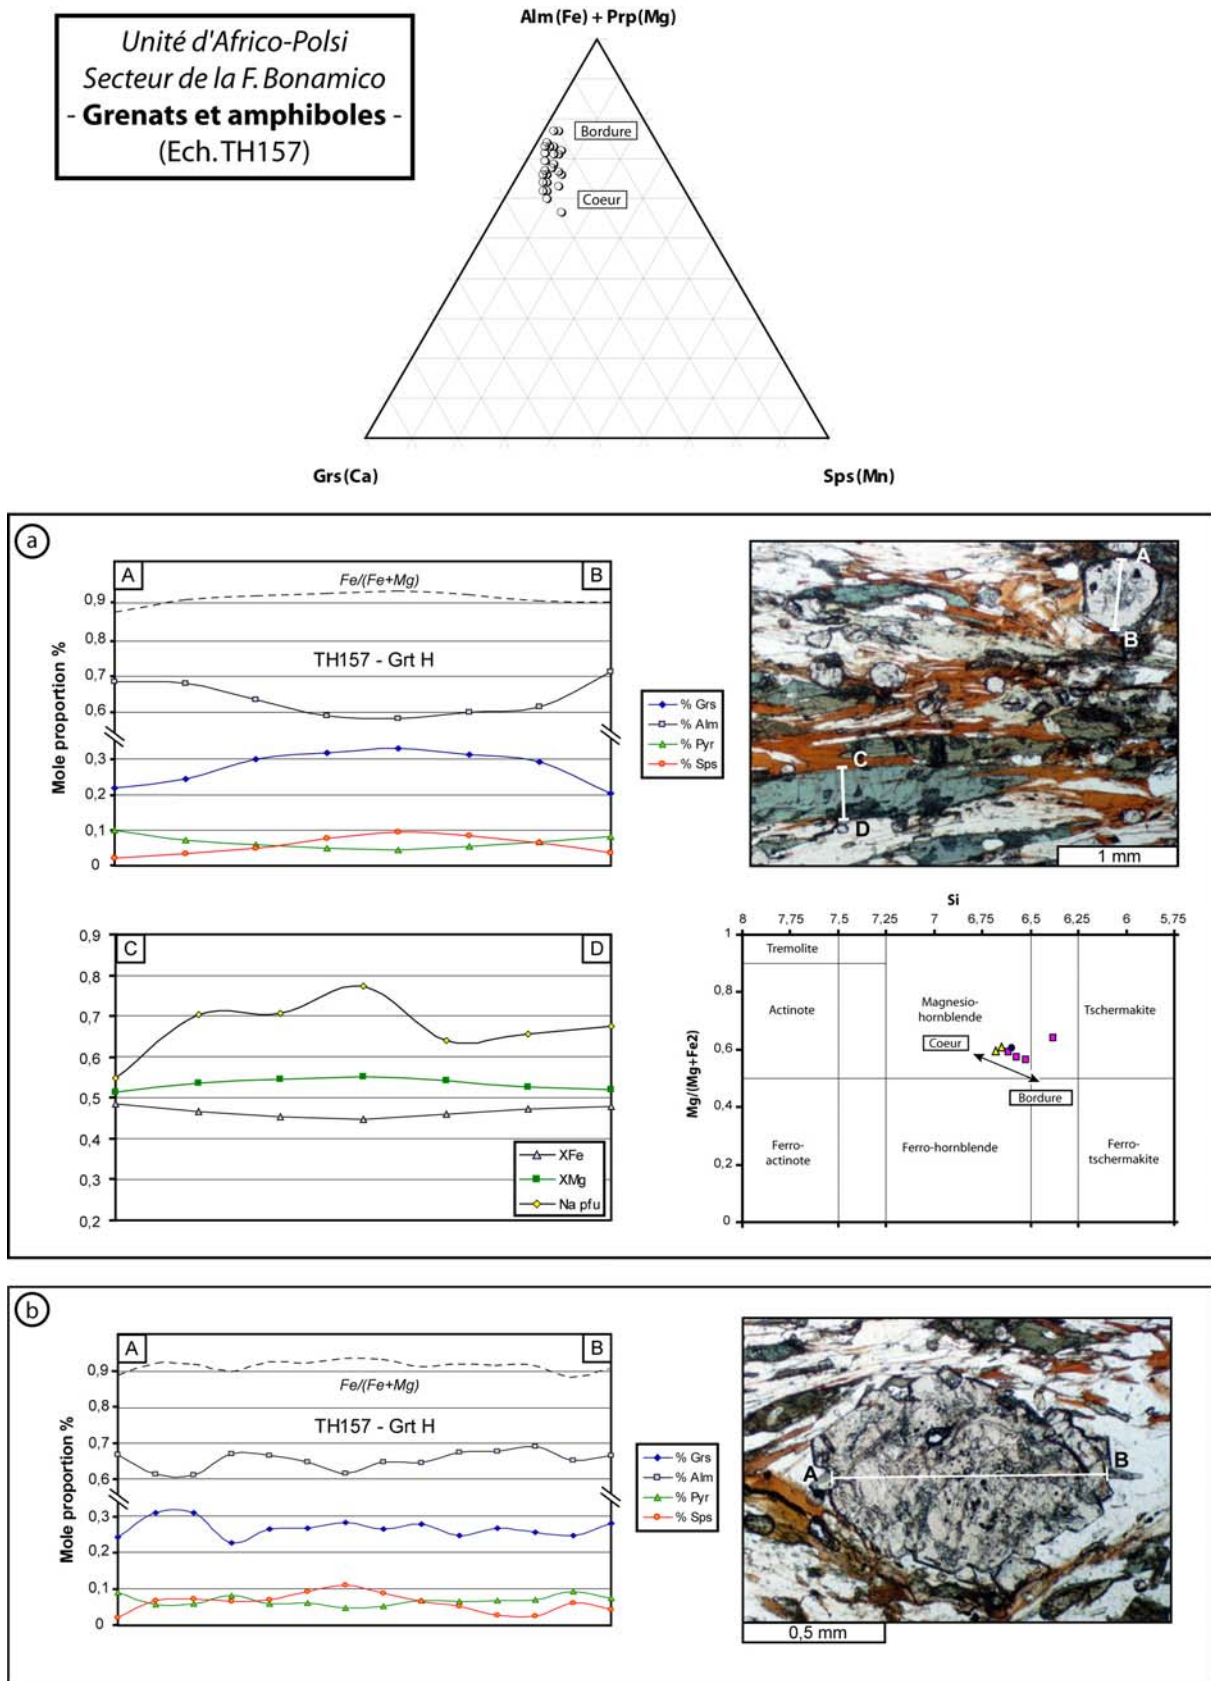 Unité d'Africo-Polsi
Secteur de la F. Bonamico
- Grenats et amphiboles -
(Ech. TH157)
Alm (Fe) + Prp (Mg)
Bordure
Coeur
Grs (Ca)
Sps (Mn)
a
A
B
Fe/(Fe+Mg)
TH157 - Grt H
Mole proportion %
0,9
0,8
0,7
0,6
0,3
0,2
0,1
0
% Grs
% Alm
% Pyr
% Sps
A
B
C
D
1 mm
C
D
0,9
0,8
0,7
0,6
0,5
0,4
0,3
0,2
XFe
XMg
Na pfu
Si
8
7,75
7,5
7,25
7
6,75
6,5
6,25
6
5,75
Mg/(Mg+Fe2)
1
0,8
0,6
0,4
0,2
0
Tremolite
Actinote
Magnesio-
hornblende
Tschermakite
Coeur
Bordure
Ferro-
actinote
Ferro-hornblende
Ferro-
tschermakite
b
A
B
Fe/(Fe+Mg)
TH157 - Grt H
Mole proportion %
0,9
0,8
0,7
0,6
0,3
0,2
0,1
0
% Grs
% Alm
% Pyr
% Sps
A
B
0,5 mm